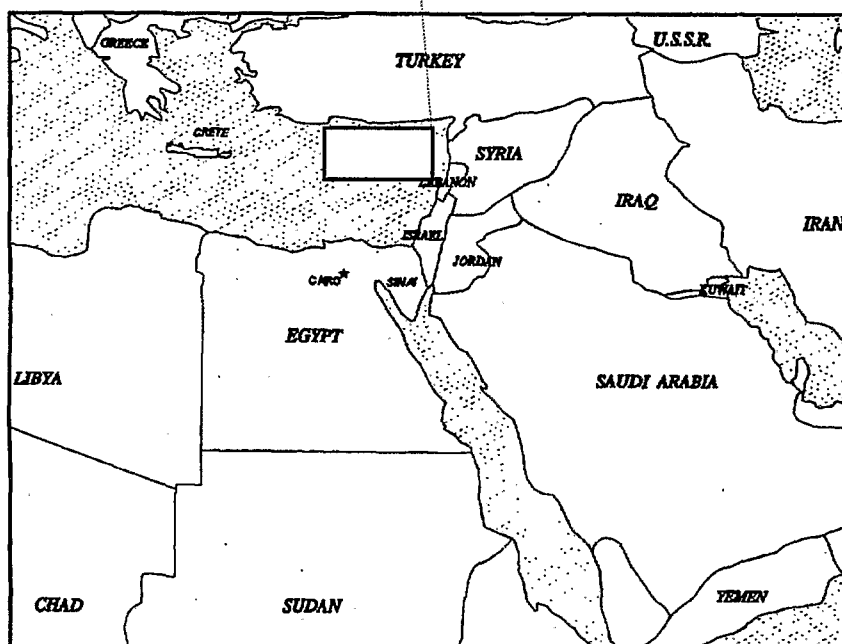 GREECE
U.S.S.R.
TURKEY
CRETE
SYRIA
LEBANON
IRAQ
IRAN
ISRAEL
JORDAN
CAIRO
SINAI
KUWAIT
EGYPT
LIBYA
SAUDI ARABIA
CHAD
SUDAN
YEMEN